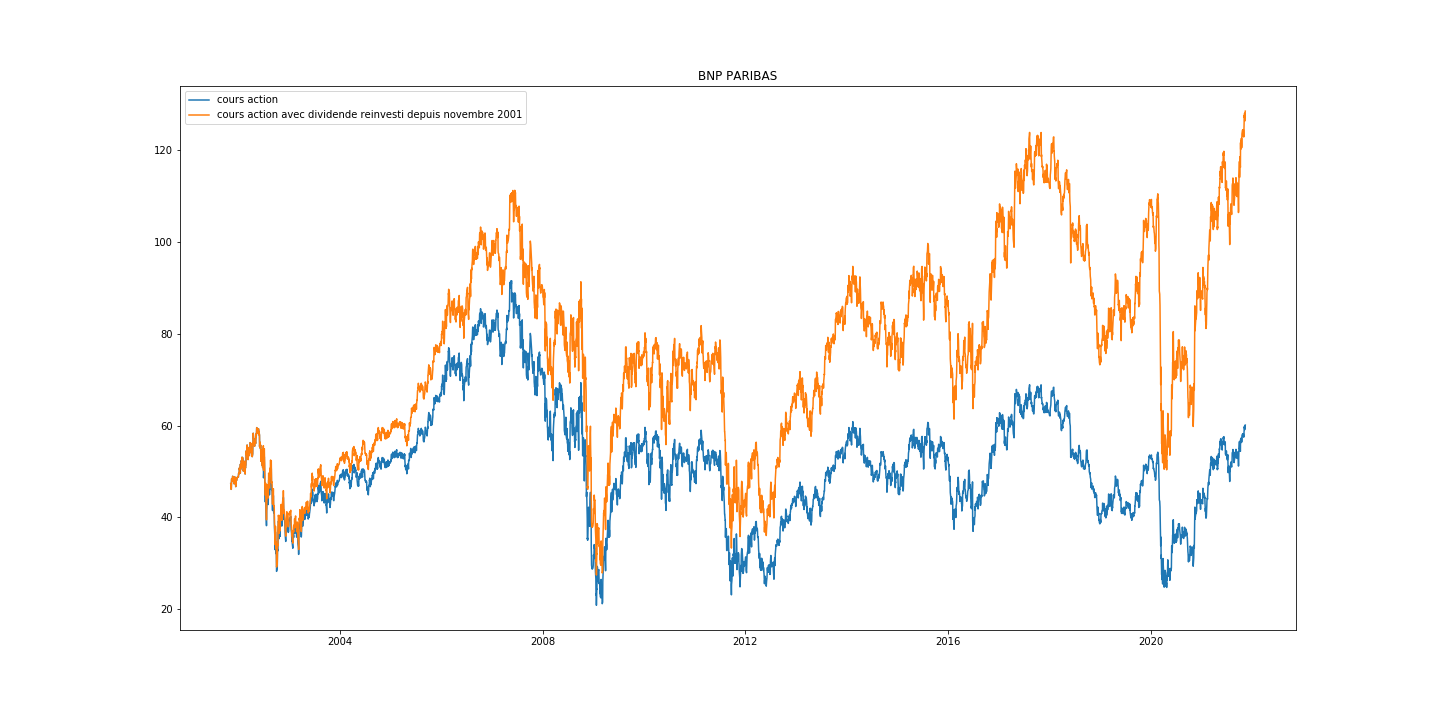 BNP PARIBAS
cours action
cours action avec dividende reinvesti depuis novembre 2001
120
100
80
60
40
20
2004 2008 2012 2016 2020